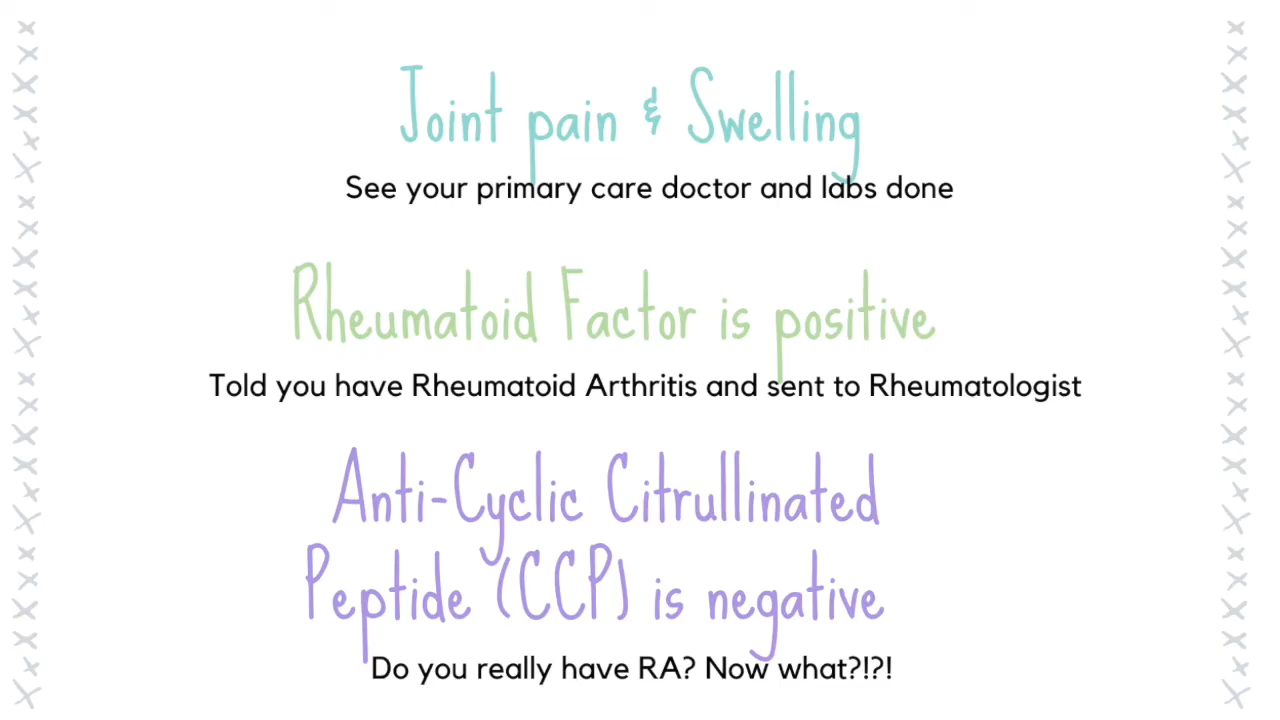 Joint pain & Swelling
See your primary care doctor and labs done
Rheumatoid Factor is positive
Told you have Rheumatoid Arthritis and sent to Rheumatologist
Anti-Cyclic Citrullinated
Peptide (CCP) is negative
Do you really have RA? Now what?!?!